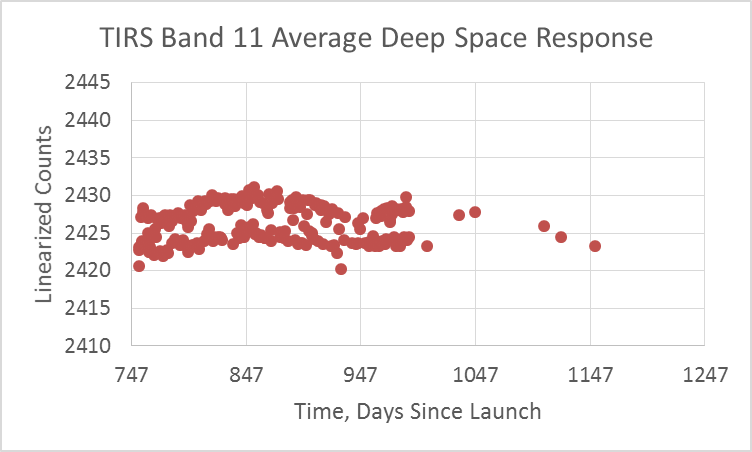 TIRS Band 11 Average Deep Space Response
2445
2440
2435
2430
2425
2420
2415
2410
Linearized Counts
747 847 947 1047 1147 1247
Time, Days Since Launch